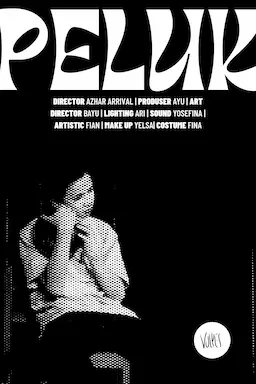 PELUK
DIRECTOR AZHAR ARRIVAL | PRODUSER AYU | ART
DIRECTOR BAYU | LIGHTING ARI | SOUND YOSEFINA |
ARTISTIC FIAN | MAKE UP YELSA| COSTUME FINA